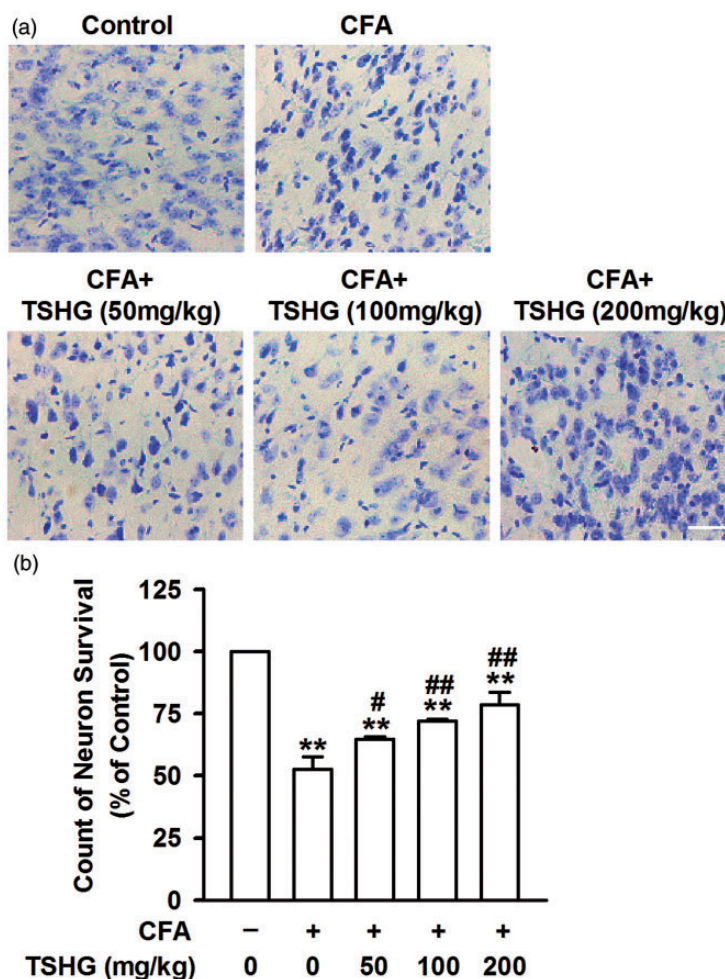 (a)
Control CFA
CFA+ CFA+ CFA+
TSHG (50mg/kg) TSHG (100mg/kg) TSHG (200mg/kg)
(b)
Count of Neuron Survival
(% of Control)
125
100
75
50
25
0
**
#
**
##
**
##
**
CFA – + + + +
TSHG (mg/kg) 0 0 50 100 200